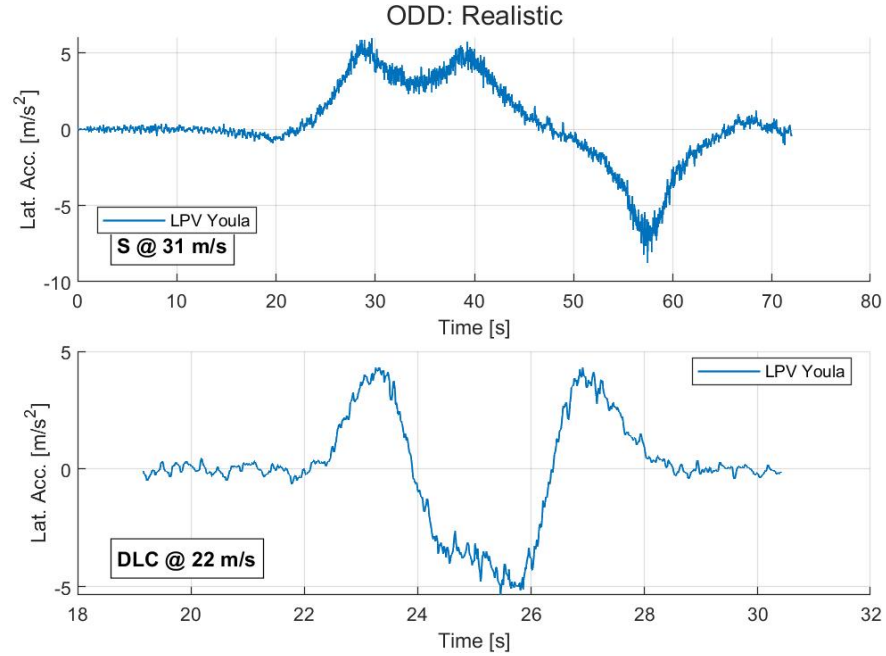 ODD: Realistic
Lat. Acc. [m/s²]
5
0
-5
-10
LPV Youla
S @ 31 m/s
0 10 20 30 40 50 60 70 80
Time [s]
Lat. Acc. [m/s²]
5
0
-5
LPV Youla
DLC @ 22 m/s
18 20 22 24 26 28 30 32
Time [s]